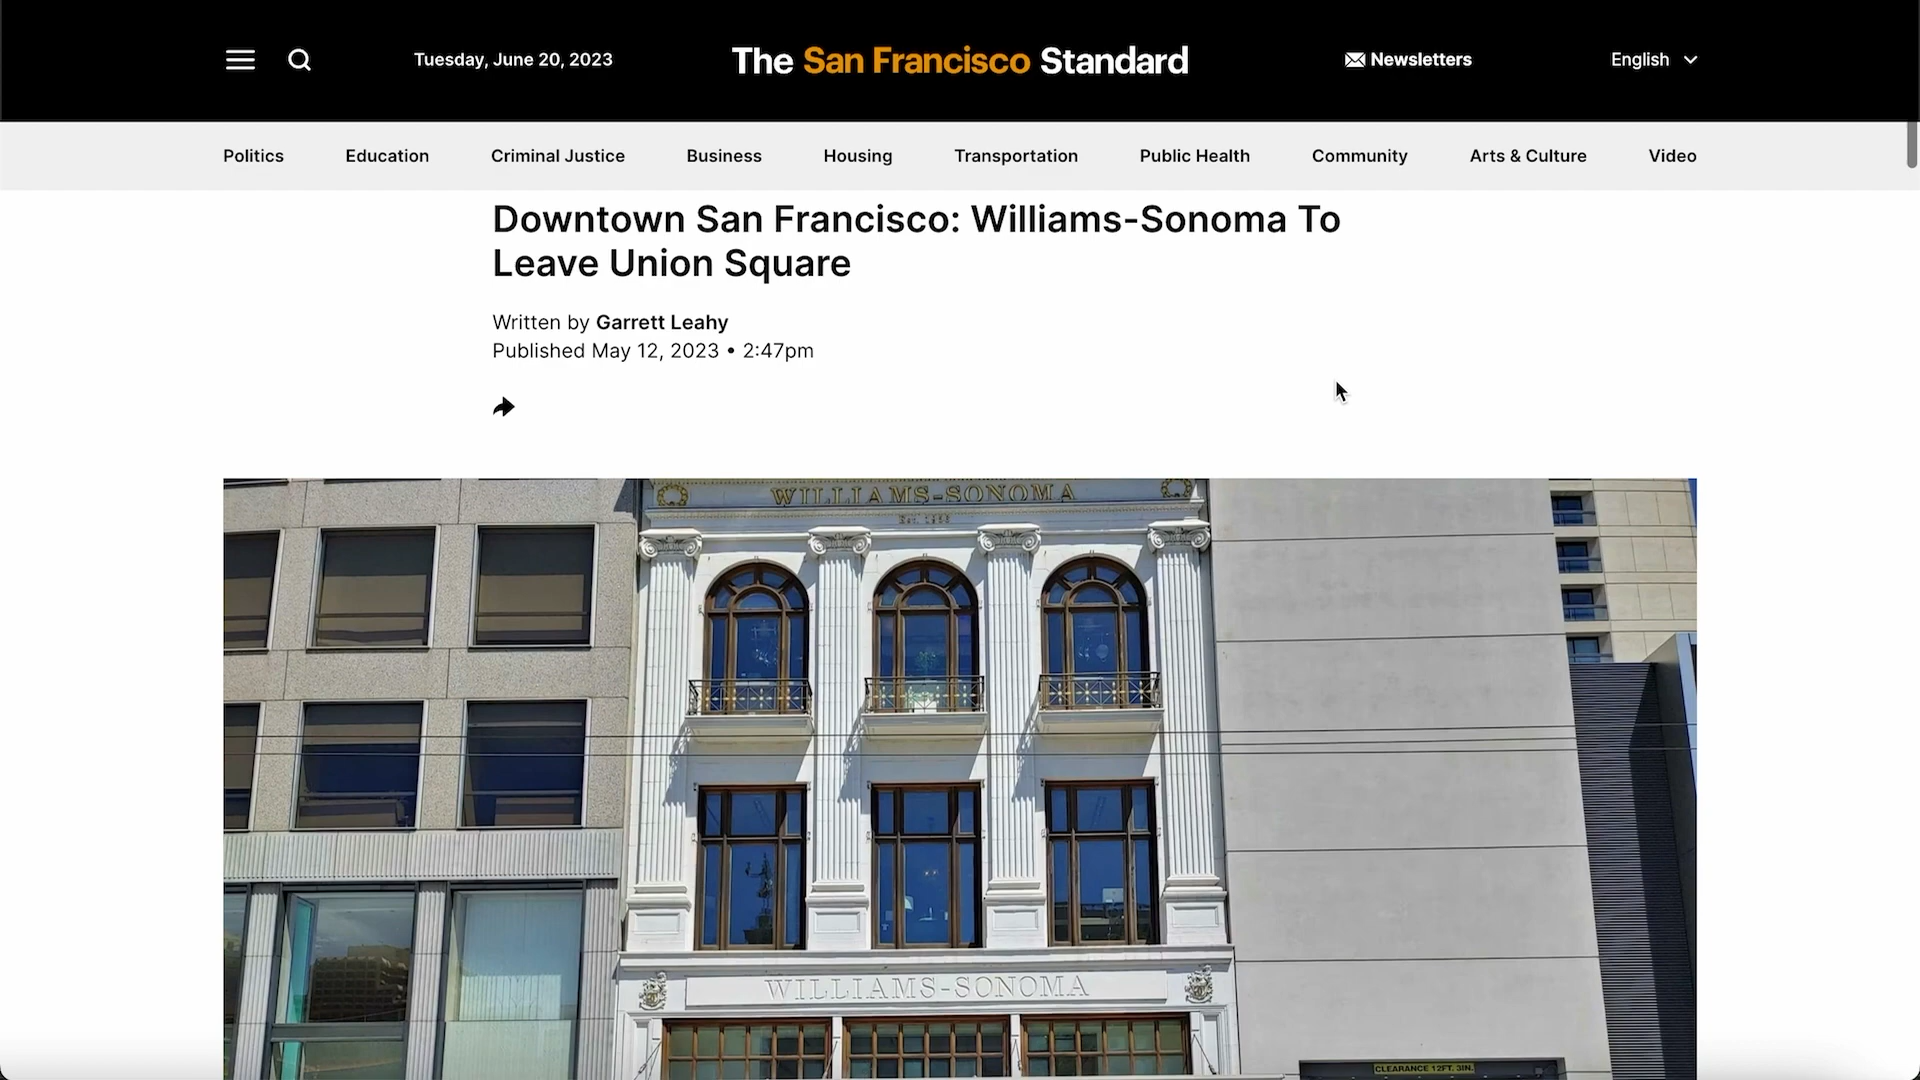 Tuesday, June 20, 2023
The San Francisco Standard
Newsletters
English
Politics
Education
Criminal Justice
Business
Housing
Transportation
Public Health
Community
Arts & Culture
Video
Downtown San Francisco: Williams-Sonoma To
Leave Union Square
Written by Garrett Leahy
Published May 12, 2023 • 2:47pm
WILLIAMS-SONOMA
WILLIAMS-SONOMA
CLEARANCE 12FT. 3IN.